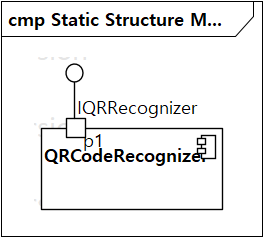 cmp Static Structure M...
IQRRecognizer
p1
QRCodeRecognizer